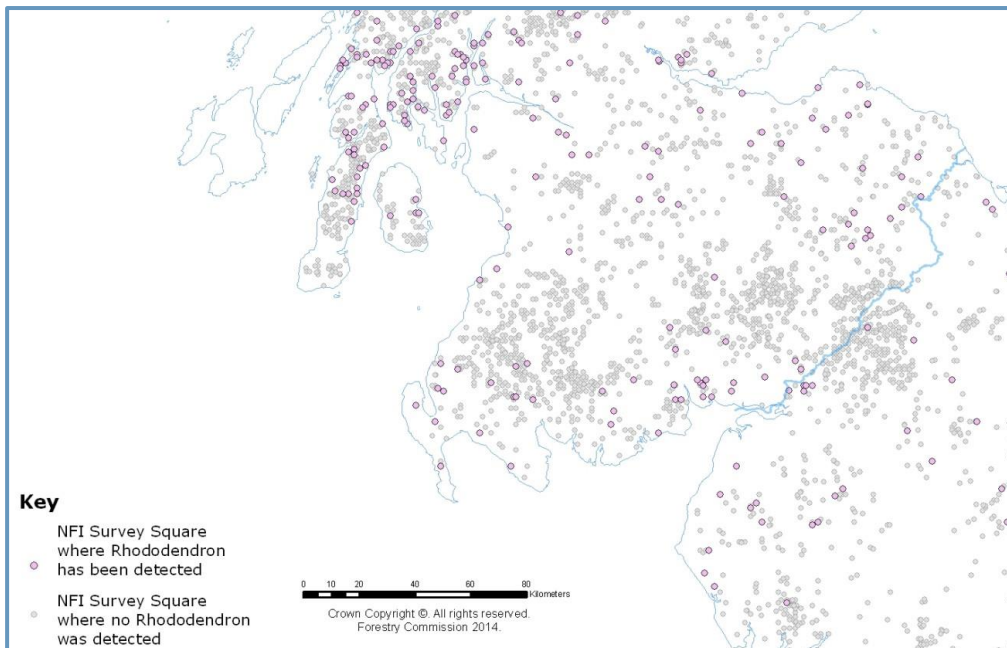 Key
NFI Survey Square
where Rhododendron
has been detected
NFI Survey Square
where no Rhododendron
was detected
0 20 40 60 80
Kilometers
Crown Copyright ©. All rights reserved.
Forestry Commission 2014.